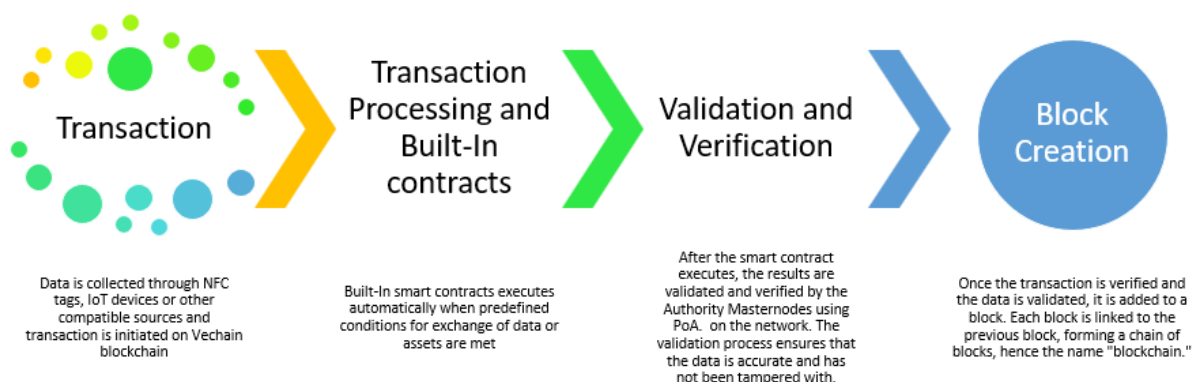 Transaction
Transaction
Processing and
Built-In
contracts
Validation and
Verification
Block
Creation
Data is collected through NFC
tags, IoT devices or other
compatible sources and
transaction is initiated on Vechain
blockchain
Built-In smart contracts executes
automatically when predefined
conditions for exchange of data or
assets are met
After the smart contract
executes, the results are
validated and verified by the
Authority Masternodes using
PoA.  on the network. The
validation process ensures that
the data is accurate and has
not been tampered with.
Once the transaction is verified and
the data is validated, it is added to a
block. Each block is linked to the
previous block, forming a chain of
blocks, hence the name "blockchain."